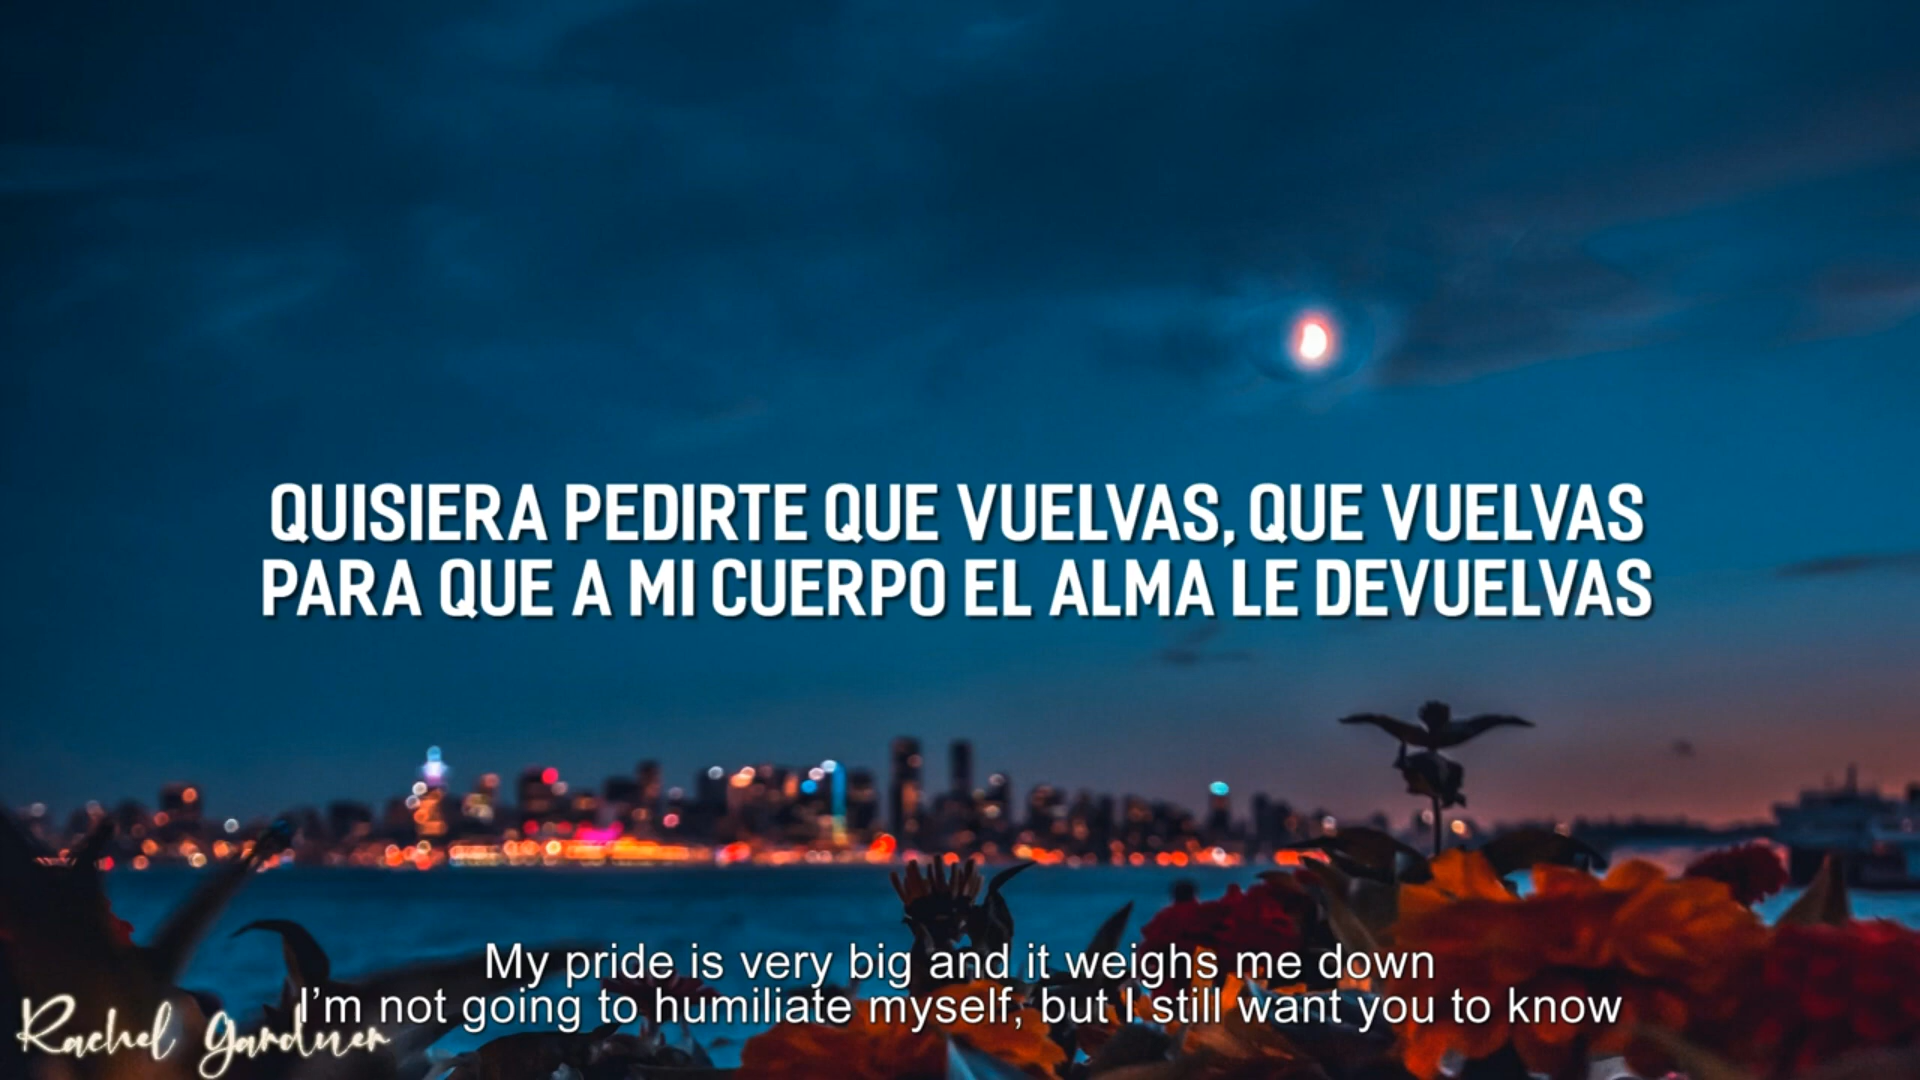 QUISIERA PEDIRTE QUE VUELVAS, QUE VUELVAS
PARA QUE A MI CUERPO EL ALMA LE DEVUELVAS
My pride is very big and it weighs me down
I'm not going to humiliate myself, but I still want you to know
Rachel Gardner